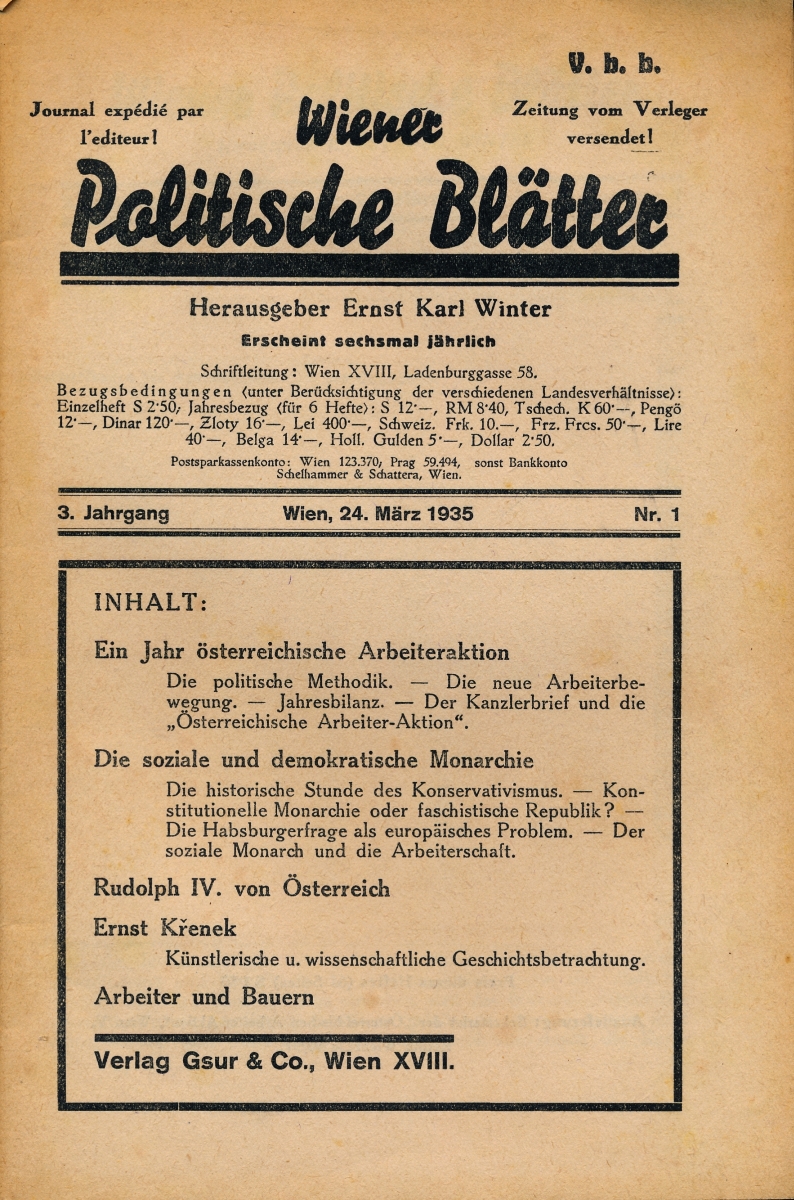 V. b. b.
Journal expédié par
l'editeur!
Wiener
Zeitung vom Verleger
versendet!
Politische Blätter
Herausgeber Ernst Karl Winter
Erscheint sechsmal jährlich
Schriftleitung: Wien XVIII, Ladenburggasse 58.
Bezugsbedingungen (unter Berücksichtigung der verschiedenen Landesverhältnisse):
Einzelheft S 2·50, Jahresbezug (für 6 Hefte): S 12·—, RM 8·40, Tschech. K 60·—, Pengö
12·—, Dinar 120·—, Zloty 16·—, Lei 400·—, Schweiz. Frk. 10.—, Frz. Frcs. 50·—, Lire
40·—, Belga 14·—, Holl. Gulden 5·—, Dollar 2·50.
Postsparkassenkonto: Wien 123.370, Prag 59.494, sonst Bankkonto
Schelhammer & Schattera, Wien.
3. Jahrgang Wien, 24. März 1935 Nr. 1
INHALT:
Ein Jahr österreichische Arbeiteraktion
Die politische Methodik. — Die neue Arbeiterbe-
wegung. — Jahresbilanz. — Der Kanzlerbrief und die
„Österreichische Arbeiter-Aktion“.
Die soziale und demokratische Monarchie
Die historische Stunde des Konservativismus. — Kon-
stitutionelle Monarchie oder faschistische Republik? —
Die Habsburgerfrage als europäisches Problem. — Der
soziale Monarch und die Arbeiterschaft.
Rudolph IV. von Österreich
Ernst Křenek
Künstlerische u. wissenschaftliche Geschichtsbetrachtung.
Arbeiter und Bauern
Verlag Gsur & Co., Wien XVIII.